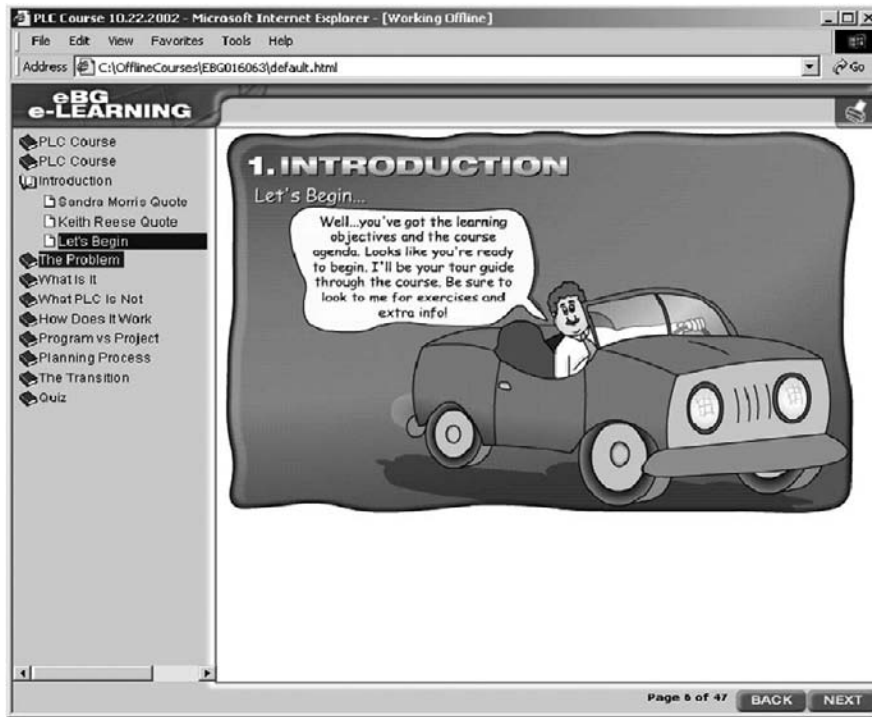 PLC Course 10.22.2002 - Microsoft Internet Explorer - [Working Offline]
File Edit View Favorites Tools Help
Address C:\OfflineCourses\EBG016063\default.html Go
eBG
e-LEARNING
PLC Course
PLC Course
Introduction
Sandra Morris Quote
Keith Reese Quote
Let's Begin
The Problem
What Is It
What PLC Is Not
How Does It Work
Program vs Project
Planning Process
The Transition
Quiz
1. INTRODUCTION
Let's Begin...
Well...you've got the learning
objectives and the course
agenda. Looks like you're ready
to begin. I'll be your tour guide
through the course. Be sure to
look to me for exercises and
extra info!
Page 6 of 47 BACK NEXT